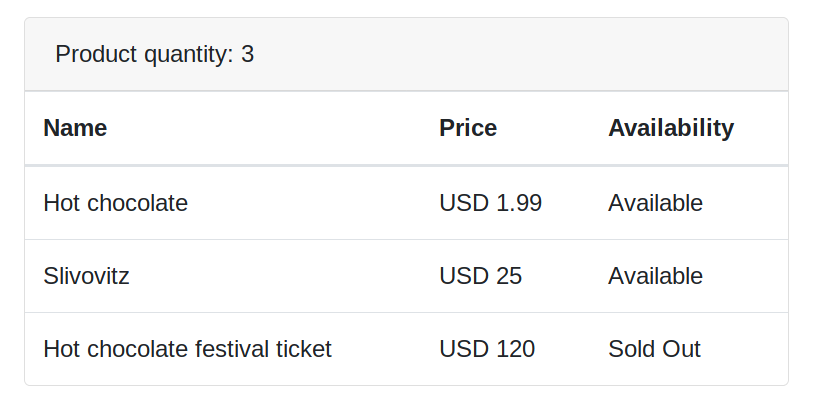 Product quantity: 3
Name Price Availability
Hot chocolate USD 1.99 Available
Slivovitz USD 25 Available
Hot chocolate festival ticket USD 120 Sold Out